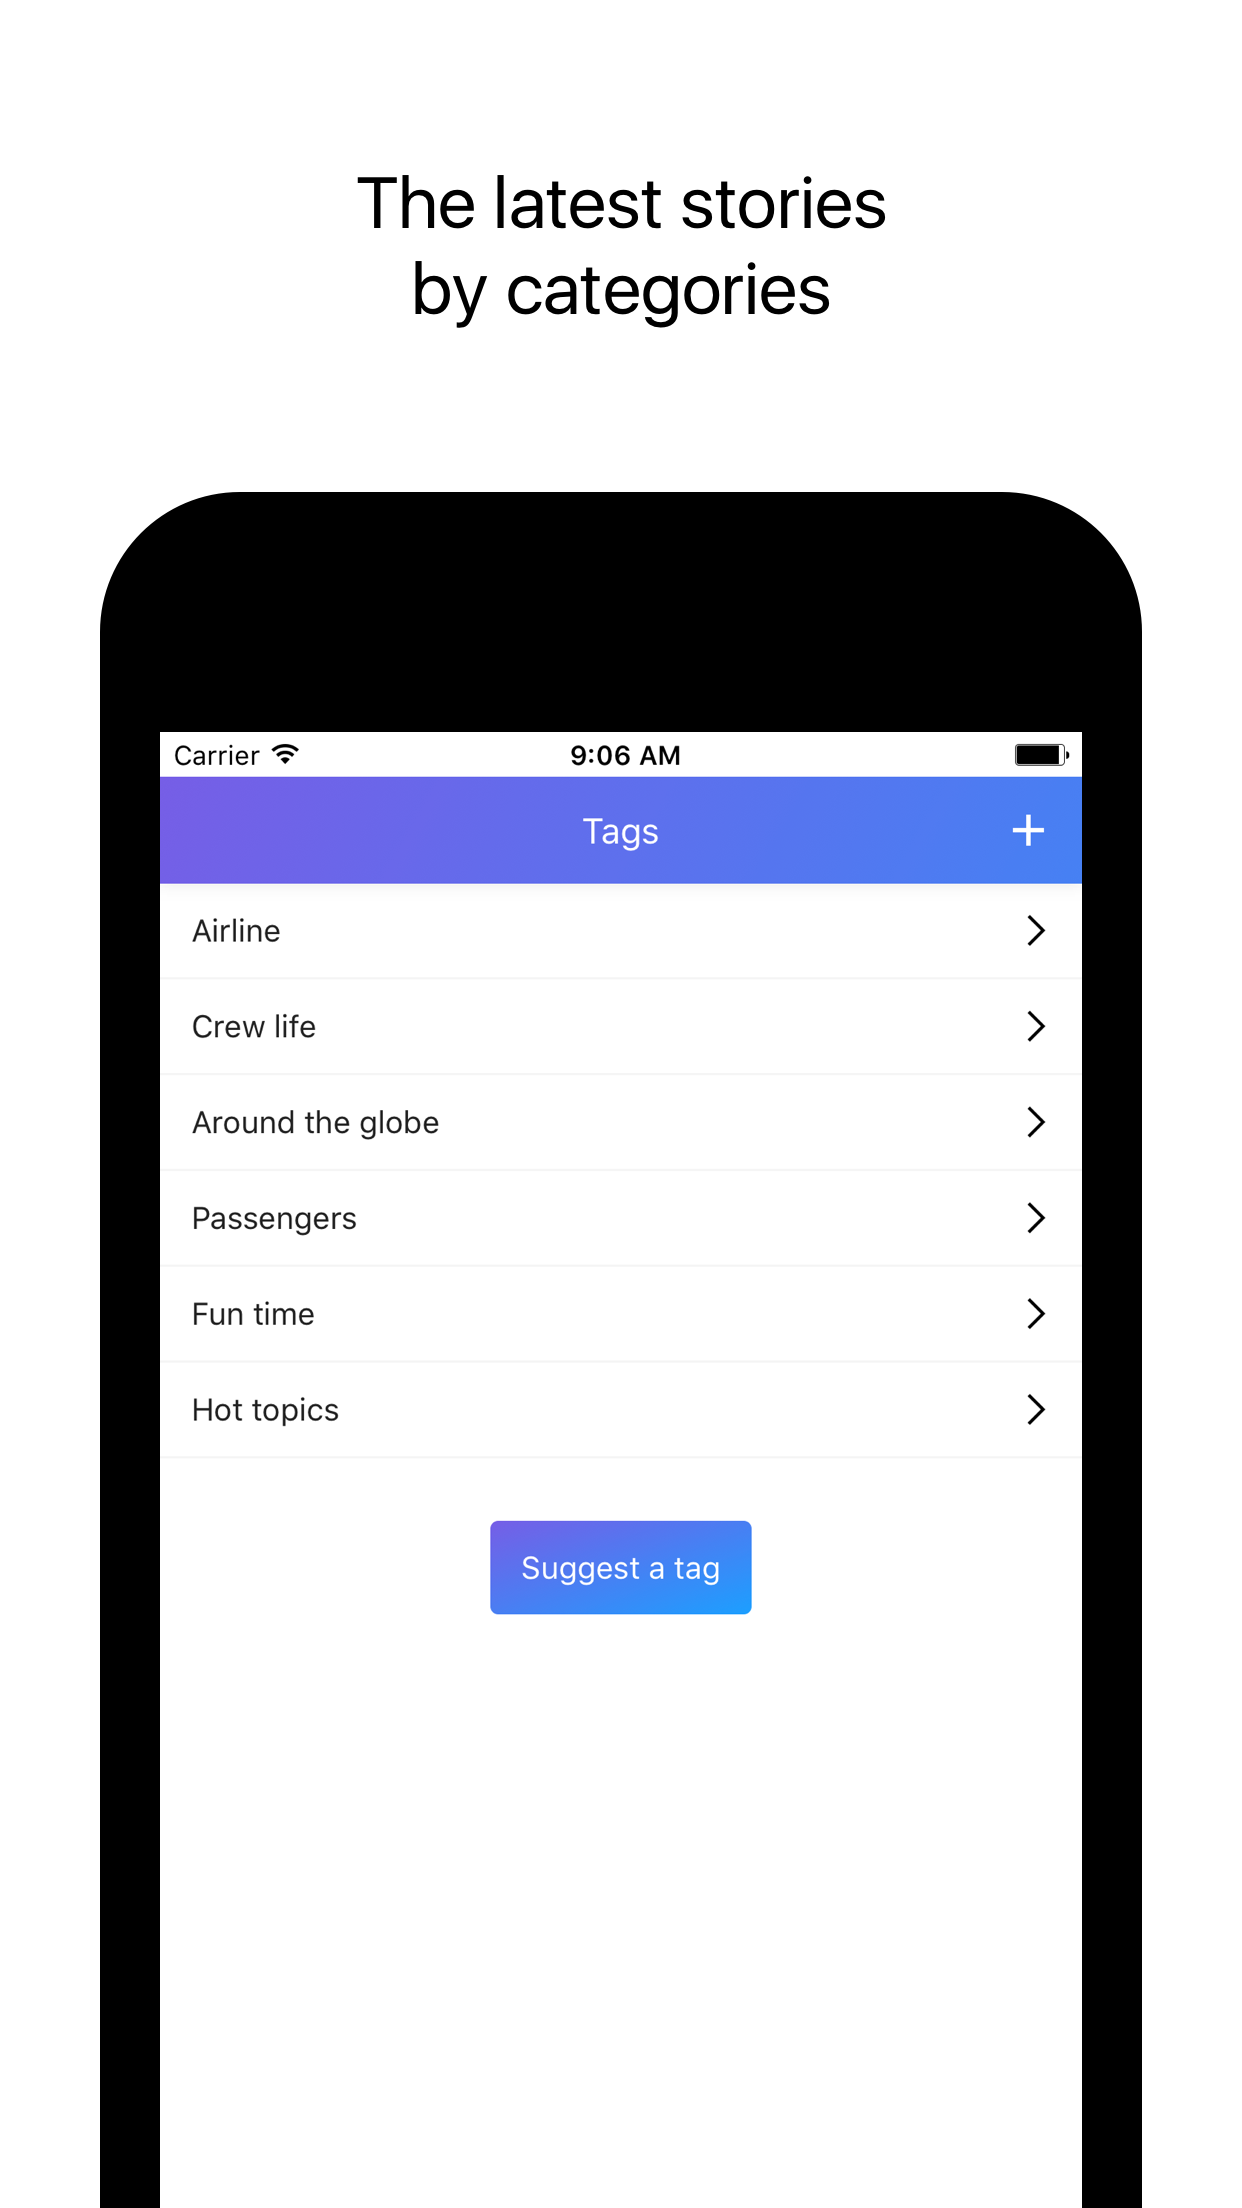 The latest stories
by categories
Carrier 9:06 AM
Tags +
Airline
Crew life
Around the globe
Passengers
Fun time
Hot topics
Suggest a tag